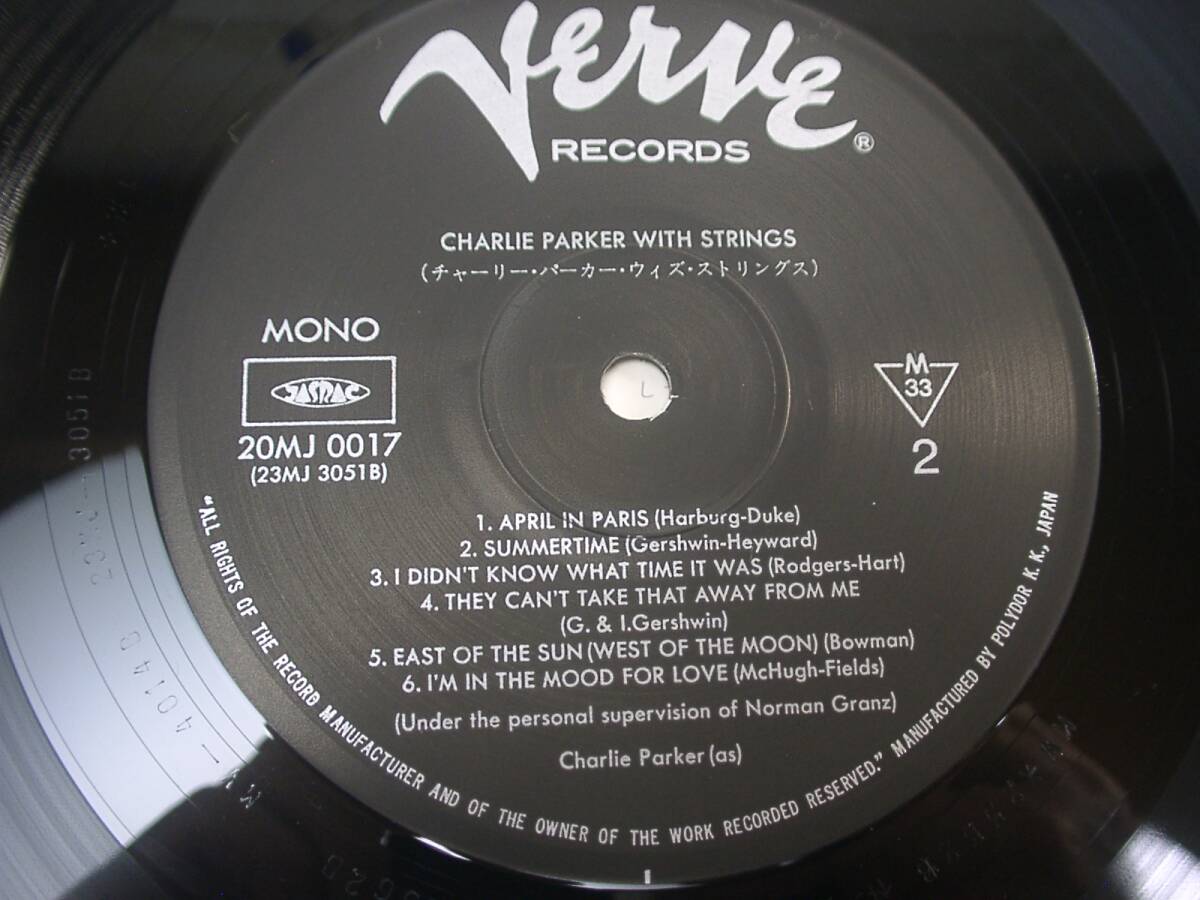 Verve
RECORDS ®
CHARLIE PARKER WITH STRINGS
(チャーリー・パーカー・ウィズ・ストリングス)
MONO
JASRAC
20MJ 0017
(23MJ 3051B)
M
33
2
1. APRIL IN PARIS (Harburg-Duke)
2. SUMMERTIME (Gershwin-Heyward)
3. I DIDN'T KNOW WHAT TIME IT WAS (Rodgers-Hart)
4. THEY CAN'T TAKE THAT AWAY FROM ME
(G. & I.Gershwin)
5. EAST OF THE SUN (WEST OF THE MOON) (Bowman)
6. I'M IN THE MOOD FOR LOVE (McHugh-Fields)
(Under the personal supervision of Norman Granz)
Charlie Parker (as)
"ALL RIGHTS OF THE RECORD MANUFACTURER AND OF THE OWNER OF THE WORK RECORDED RESERVED." MANUFACTURED BY POLYDOR K. K., JAPAN
3051B